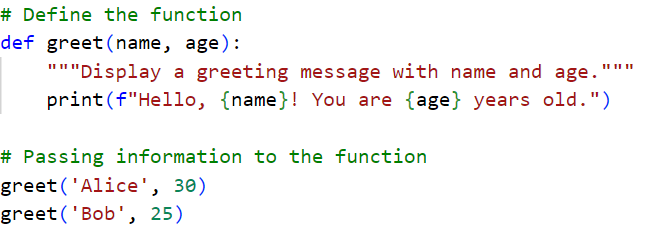 # Define the function
def greet(name, age):
    """Display a greeting message with name and age."""
    print(f"Hello, {name}! You are {age} years old.")

# Passing information to the function
greet('Alice', 30)
greet('Bob', 25)